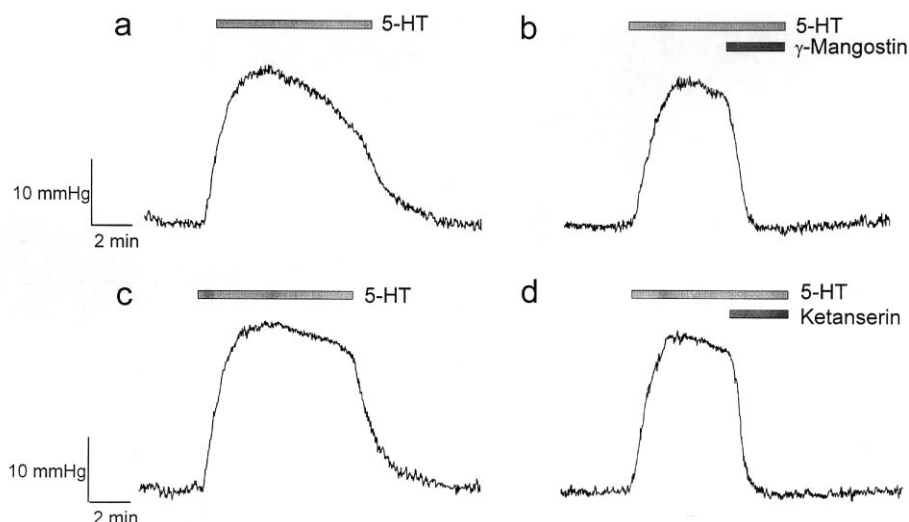 a
5-HT
b
5-HT
γ-Mangostin
10 mmHg
2 min
c
5-HT
d
5-HT
Ketanserin
10 mmHg
2 min